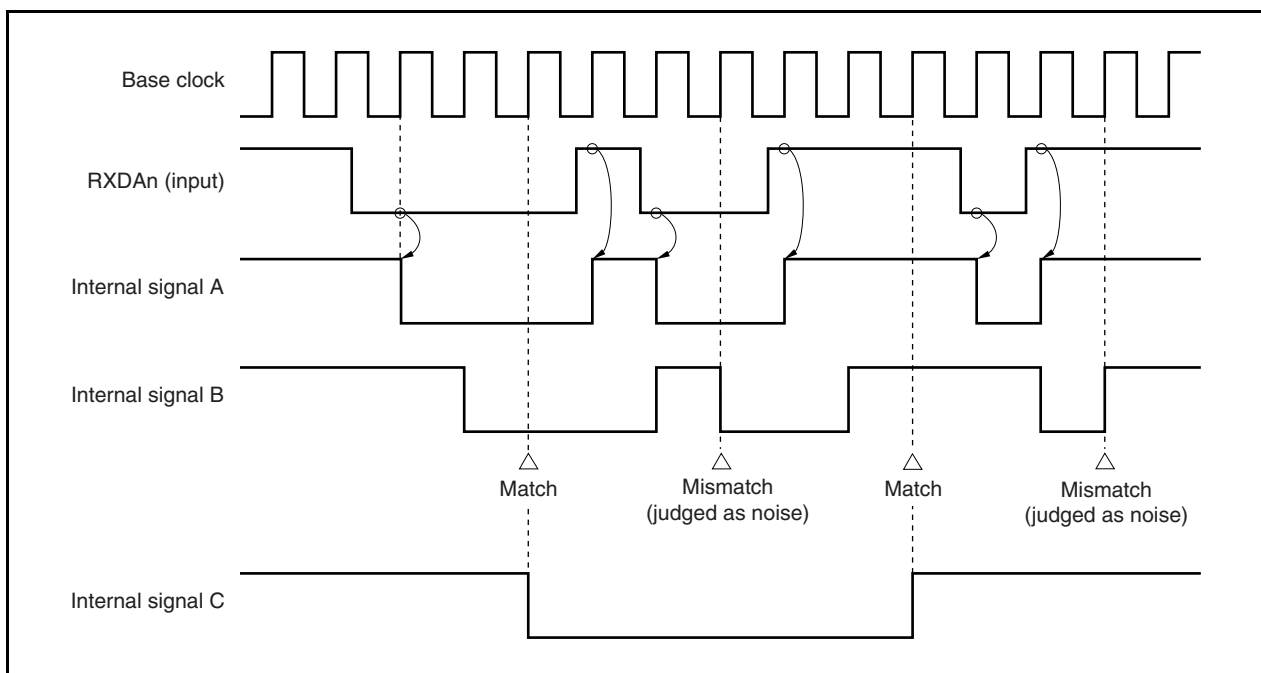 Base clock
RXDAn (input)
Internal signal A
Internal signal B
Match
Mismatch
(judged as noise)
Match
Mismatch
(judged as noise)
Internal signal C